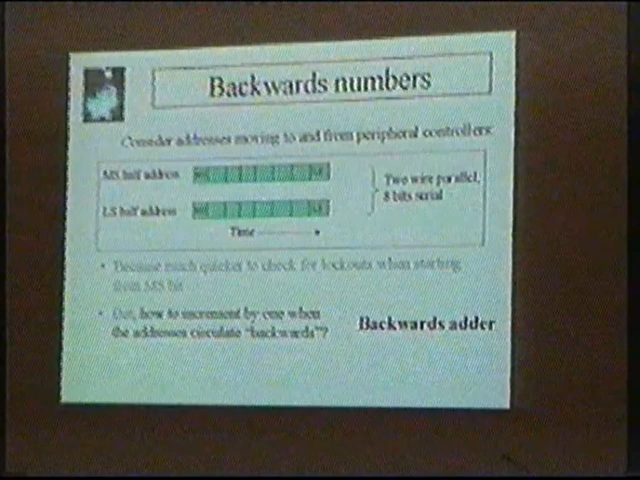 Backwards numbers
Consider addresses moving to and from peripheral controllers:
MS half address
LS half address
Two wire parallel,
8 bits serial
Time
• Because much quicker to check for lockouts when starting
from MS bit
• But, how to increment by one when
the addresses circulate "backwards"?
Backwards adder